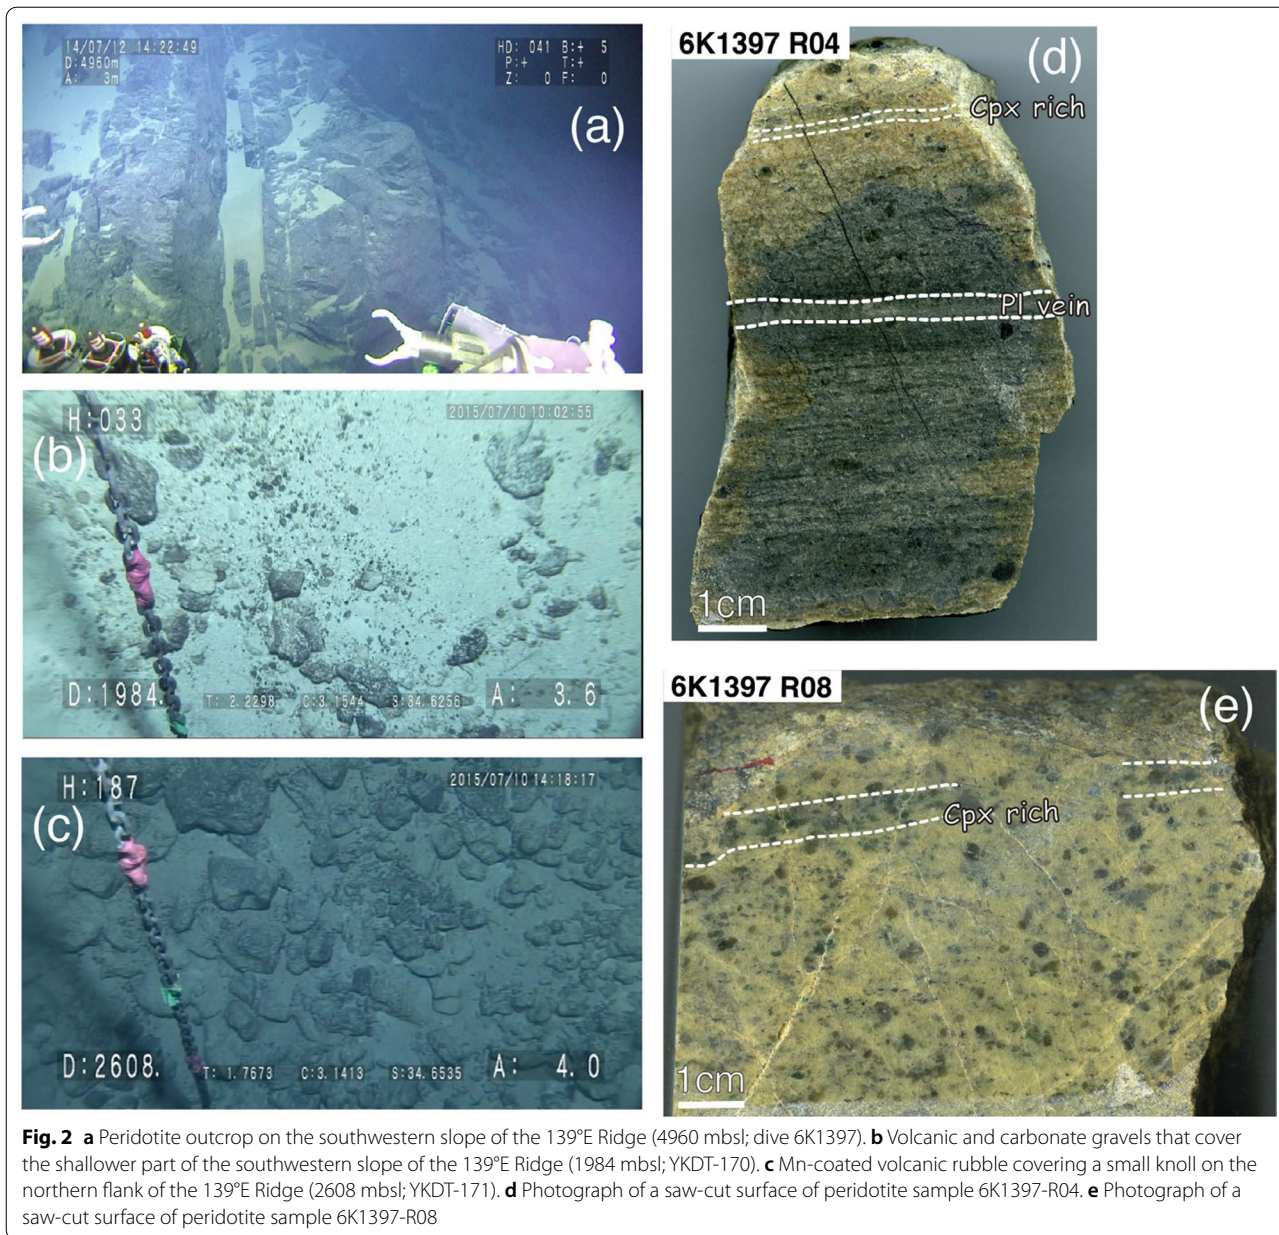 14/07/12 14:22:49
D:4960m
A: 3m
HD: 041 B:+ 5
P:+ T:+
Z: 0 F: 0
(a)
H:033
2015/07/10 10:02:55
(b)
D:1984.
T: 2.2298 C:3.1544 S:34.6256
A: 3.6
H:187
2015/07/10 14:18:17
(c)
D:2608.
T: 1.7673 C:3.1413 S:34.6535
A: 4.0
6K1397 R04
(d)
Cpx rich
Pl vein
1cm
6K1397 R08
(e)
Cpx rich
1cm
Fig. 2 a Peridotite outcrop on the southwestern slope of the 139°E Ridge (4960 mbsl; dive 6K1397). b Volcanic and carbonate gravels that cover
the shallower part of the southwestern slope of the 139°E Ridge (1984 mbsl; YKDT-170). c Mn-coated volcanic rubble covering a small knoll on the
northern flank of the 139°E Ridge (2608 mbsl; YKDT-171). d Photograph of a saw-cut surface of peridotite sample 6K1397-R04. e Photograph of a
saw-cut surface of peridotite sample 6K1397-R08